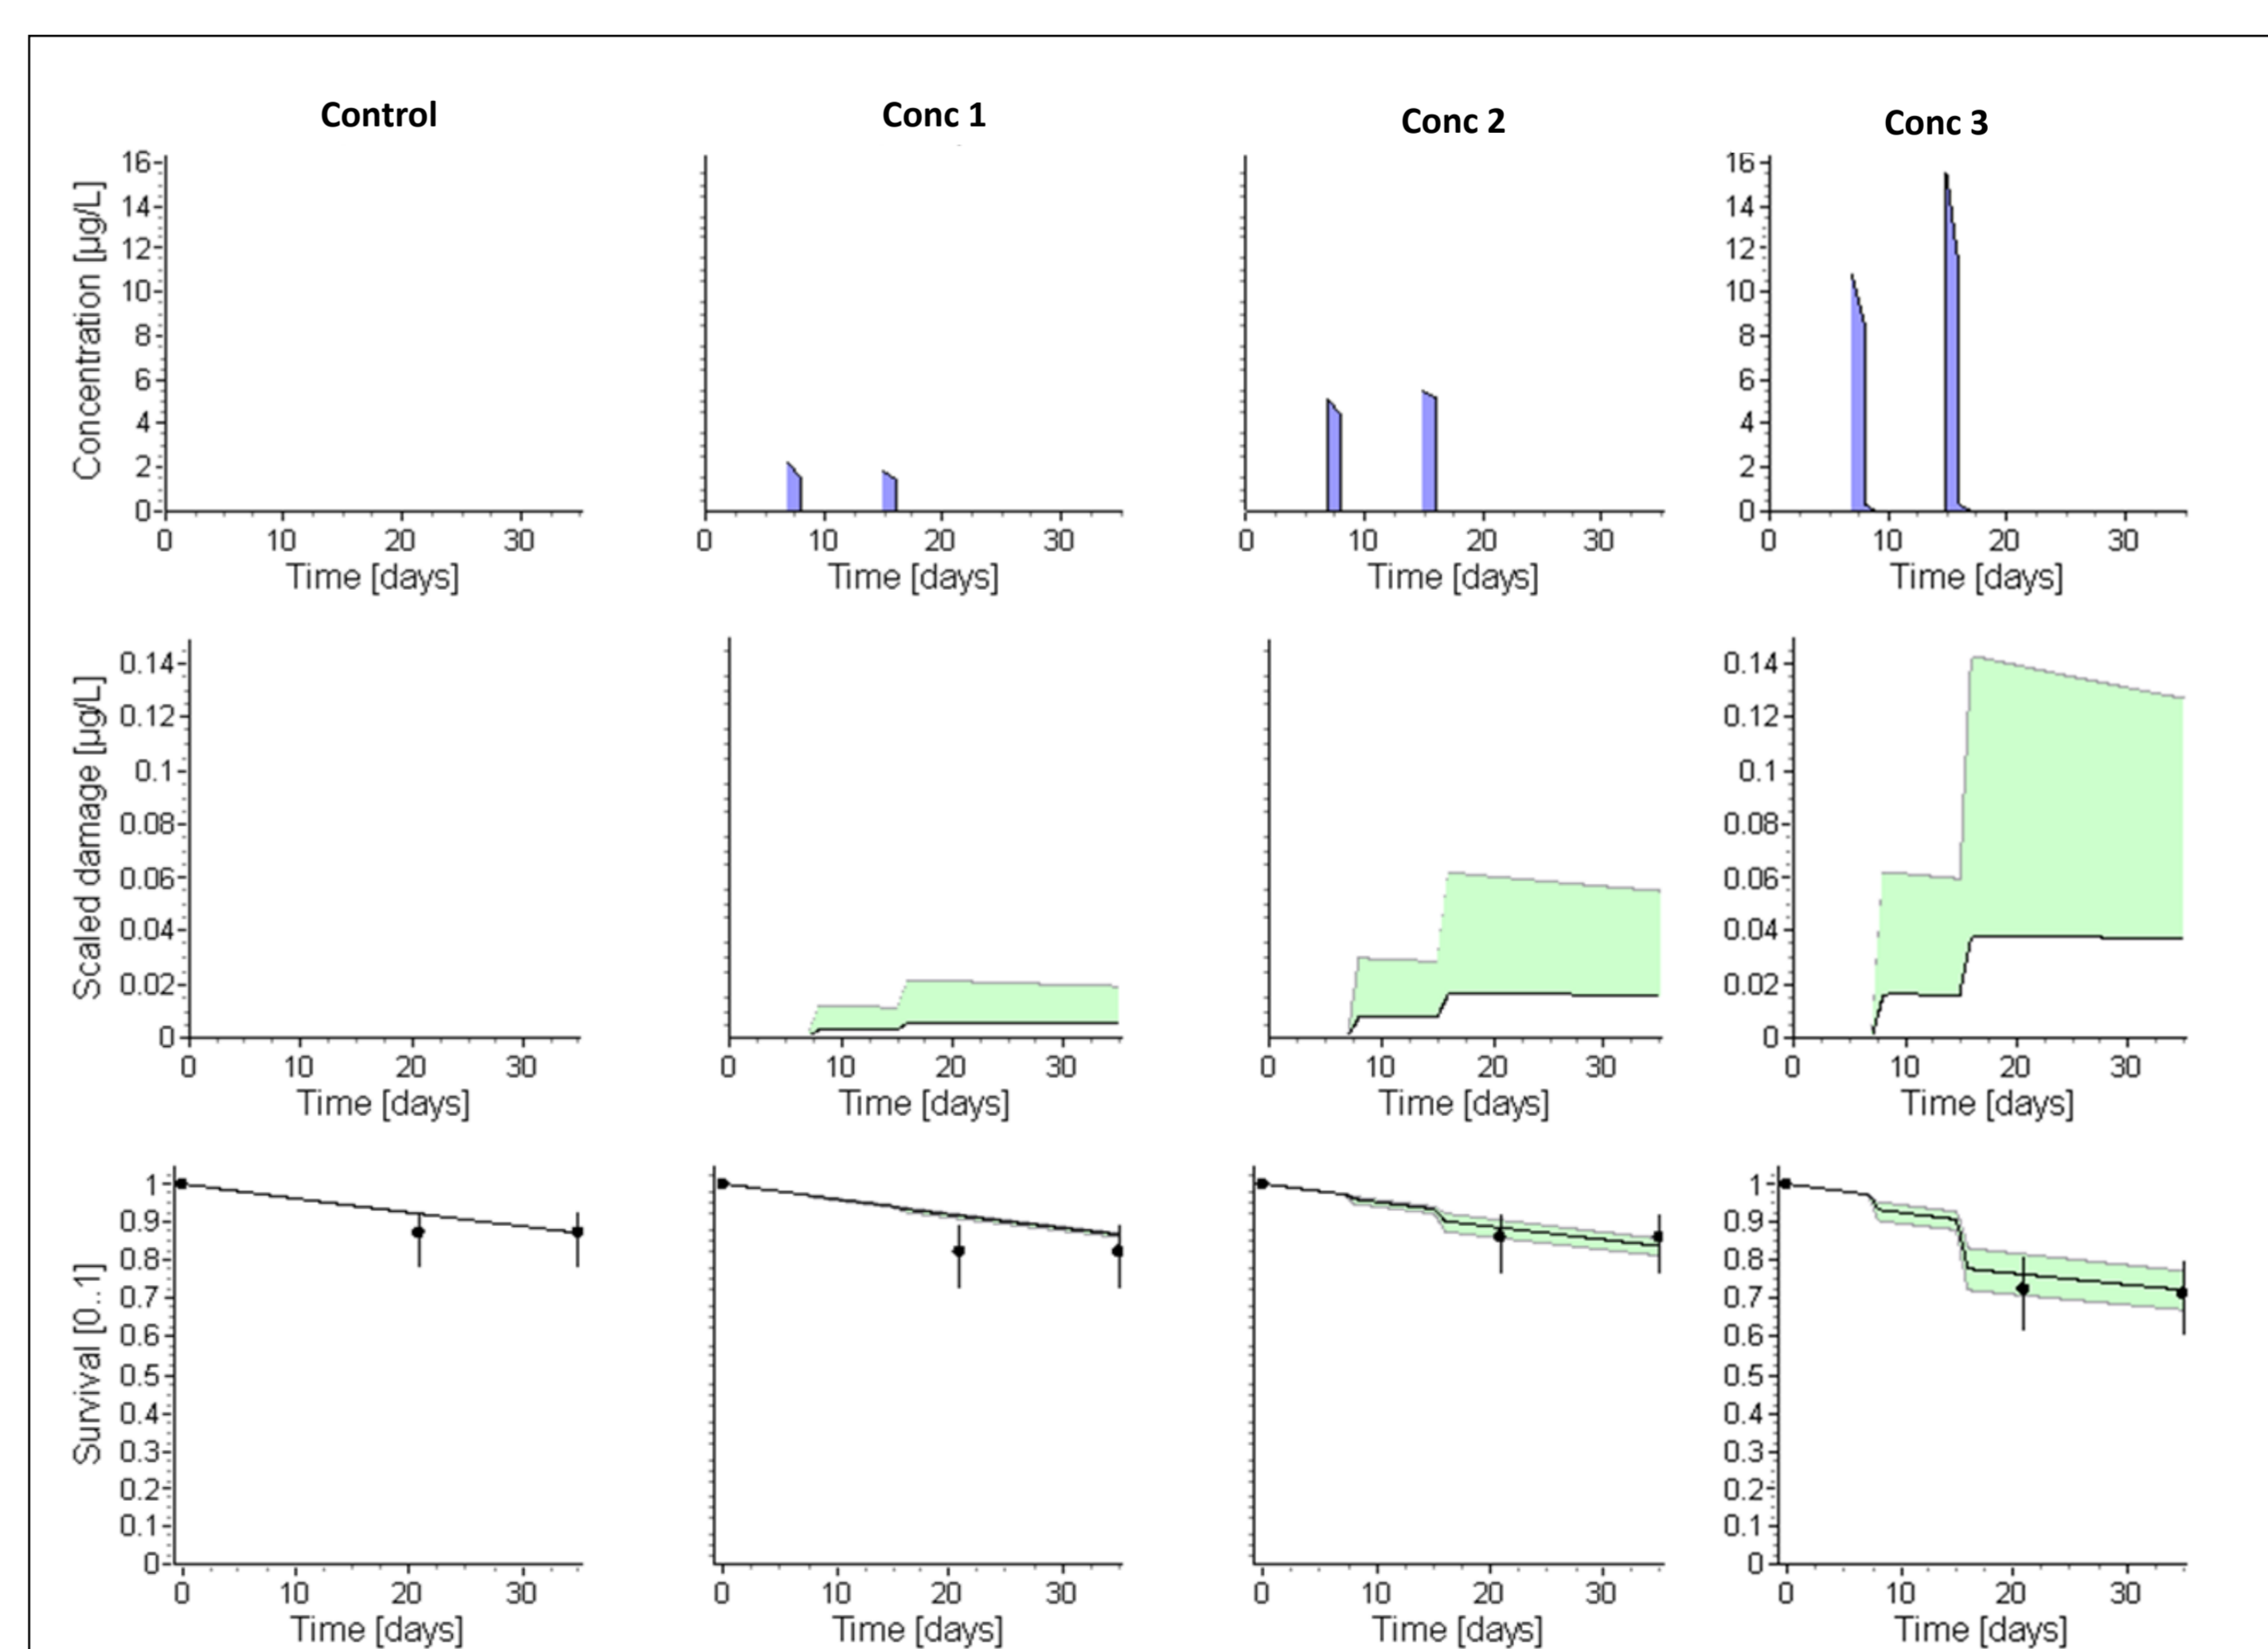 Control Conc 1 Conc 2 Conc 3
Concentration [µg/L]
16 14 12 10 8 6 4 2 0
16 14 12 10 8 6 4 2 0
0 10 20 30 0 10 20 30 0 10 20 30 0 10 20 30
Time [days] Time [days] Time [days] Time [days]
Scaled damage [µg/L]
0.14 0.12 0.1 0.08 0.06 0.04 0.02 0
0.14 0.12 0.1 0.08 0.06 0.04 0.02 0
0 10 20 30 0 10 20 30 0 10 20 30 0 10 20 30
Time [days] Time [days] Time [days] Time [days]
Survival [0..1]
1 0.9 0.8 0.7 0.6 0.5 0.4 0.3 0.2 0.1 0
1 0.9 0.8 0.7 0.6 0.5 0.4 0.3 0.2 0.1 0
0 10 20 30 0 10 20 30 0 10 20 30 0 10 20 30
Time [days] Time [days] Time [days] Time [days]